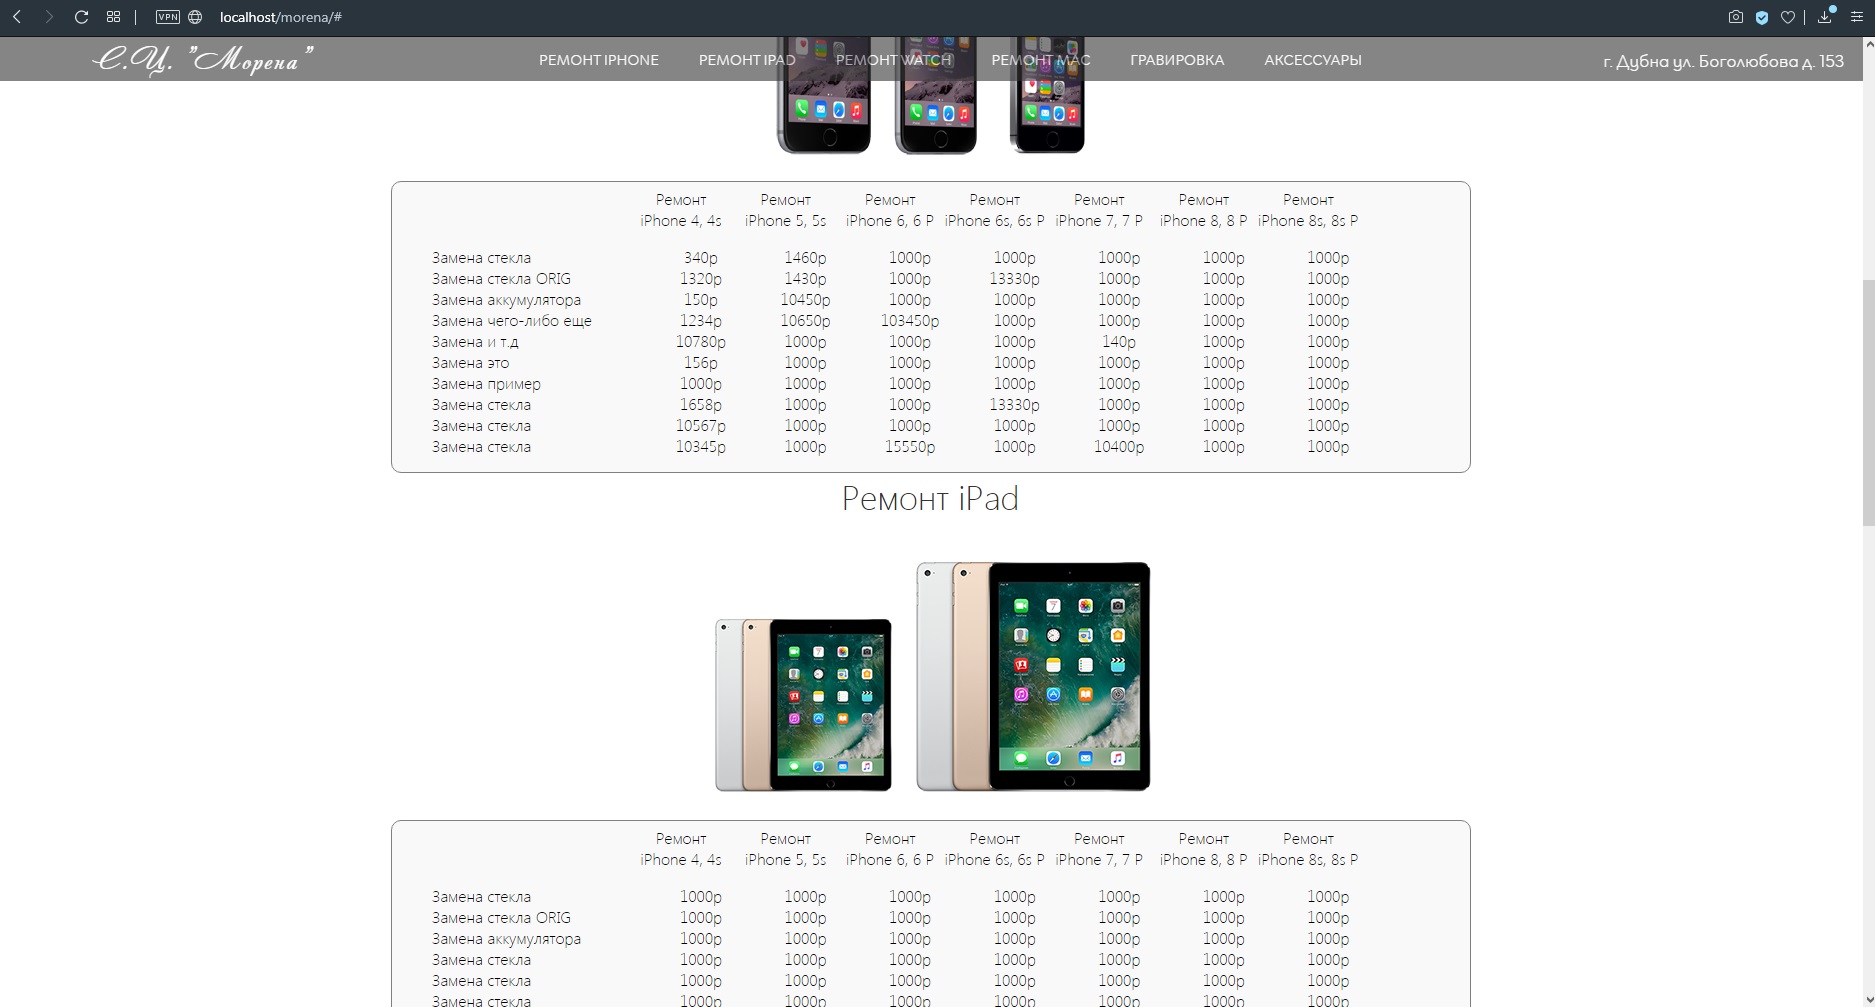 VPN localhost/morena/#
С.Ц. "Морена" РЕМОНТ IPHONE РЕМОНТ IPAD РЕМОНТ WATCH РЕМОНТ MAC ГРАВИРОВКА АКСЕССУАРЫ г. Дубна ул. Боголюбова д. 153
Ремонт Ремонт Ремонт Ремонт Ремонт Ремонт Ремонт
iPhone 4, 4s iPhone 5, 5s iPhone 6, 6 P iPhone 6s, 6s P iPhone 7, 7 P iPhone 8, 8 P iPhone 8s, 8s P
Замена стекла 340р 1460р 1000р 1000р 1000р 1000р 1000р
Замена стекла ORIG 1320р 1430р 1000р 13330р 1000р 1000р 1000р
Замена аккумулятора 150р 10450р 1000р 1000р 1000р 1000р 1000р
Замена чего-либо еще 1234р 10650р 103450р 1000р 1000р 1000р 1000р
Замена и т.д 10780р 1000р 1000р 1000р 140р 1000р 1000р
Замена это 156р 1000р 1000р 1000р 1000р 1000р 1000р
Замена пример 1000р 1000р 1000р 1000р 1000р 1000р 1000р
Замена стекла 1658р 1000р 1000р 13330р 1000р 1000р 1000р
Замена стекла 10567р 1000р 1000р 1000р 1000р 1000р 1000р
Замена стекла 10345р 1000р 15550р 1000р 10400р 1000р 1000р
Ремонт iPad
Ремонт Ремонт Ремонт Ремонт Ремонт Ремонт Ремонт
iPhone 4, 4s iPhone 5, 5s iPhone 6, 6 P iPhone 6s, 6s P iPhone 7, 7 P iPhone 8, 8 P iPhone 8s, 8s P
Замена стекла 1000р 1000р 1000р 1000р 1000р 1000р 1000р
Замена стекла ORIG 1000р 1000р 1000р 1000р 1000р 1000р 1000р
Замена аккумулятора 1000р 1000р 1000р 1000р 1000р 1000р 1000р
Замена стекла 1000р 1000р 1000р 1000р 1000р 1000р 1000р
Замена стекла 1000р 1000р 1000р 1000р 1000р 1000р 1000р
Замена стекла 1000р 1000р 1000р 1000р 1000р 1000р 1000р